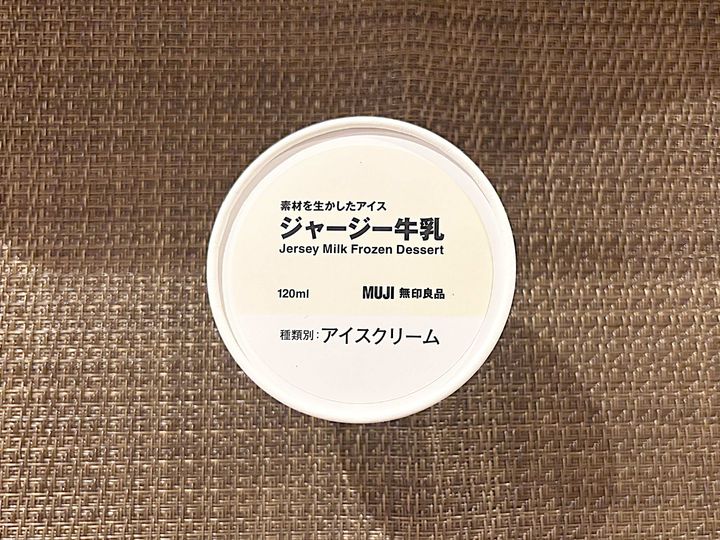 素材を生かしたアイス
ジャージー牛乳
Jersey Milk Frozen Dessert
120ml MUJI 無印良品
種類別:アイスクリーム